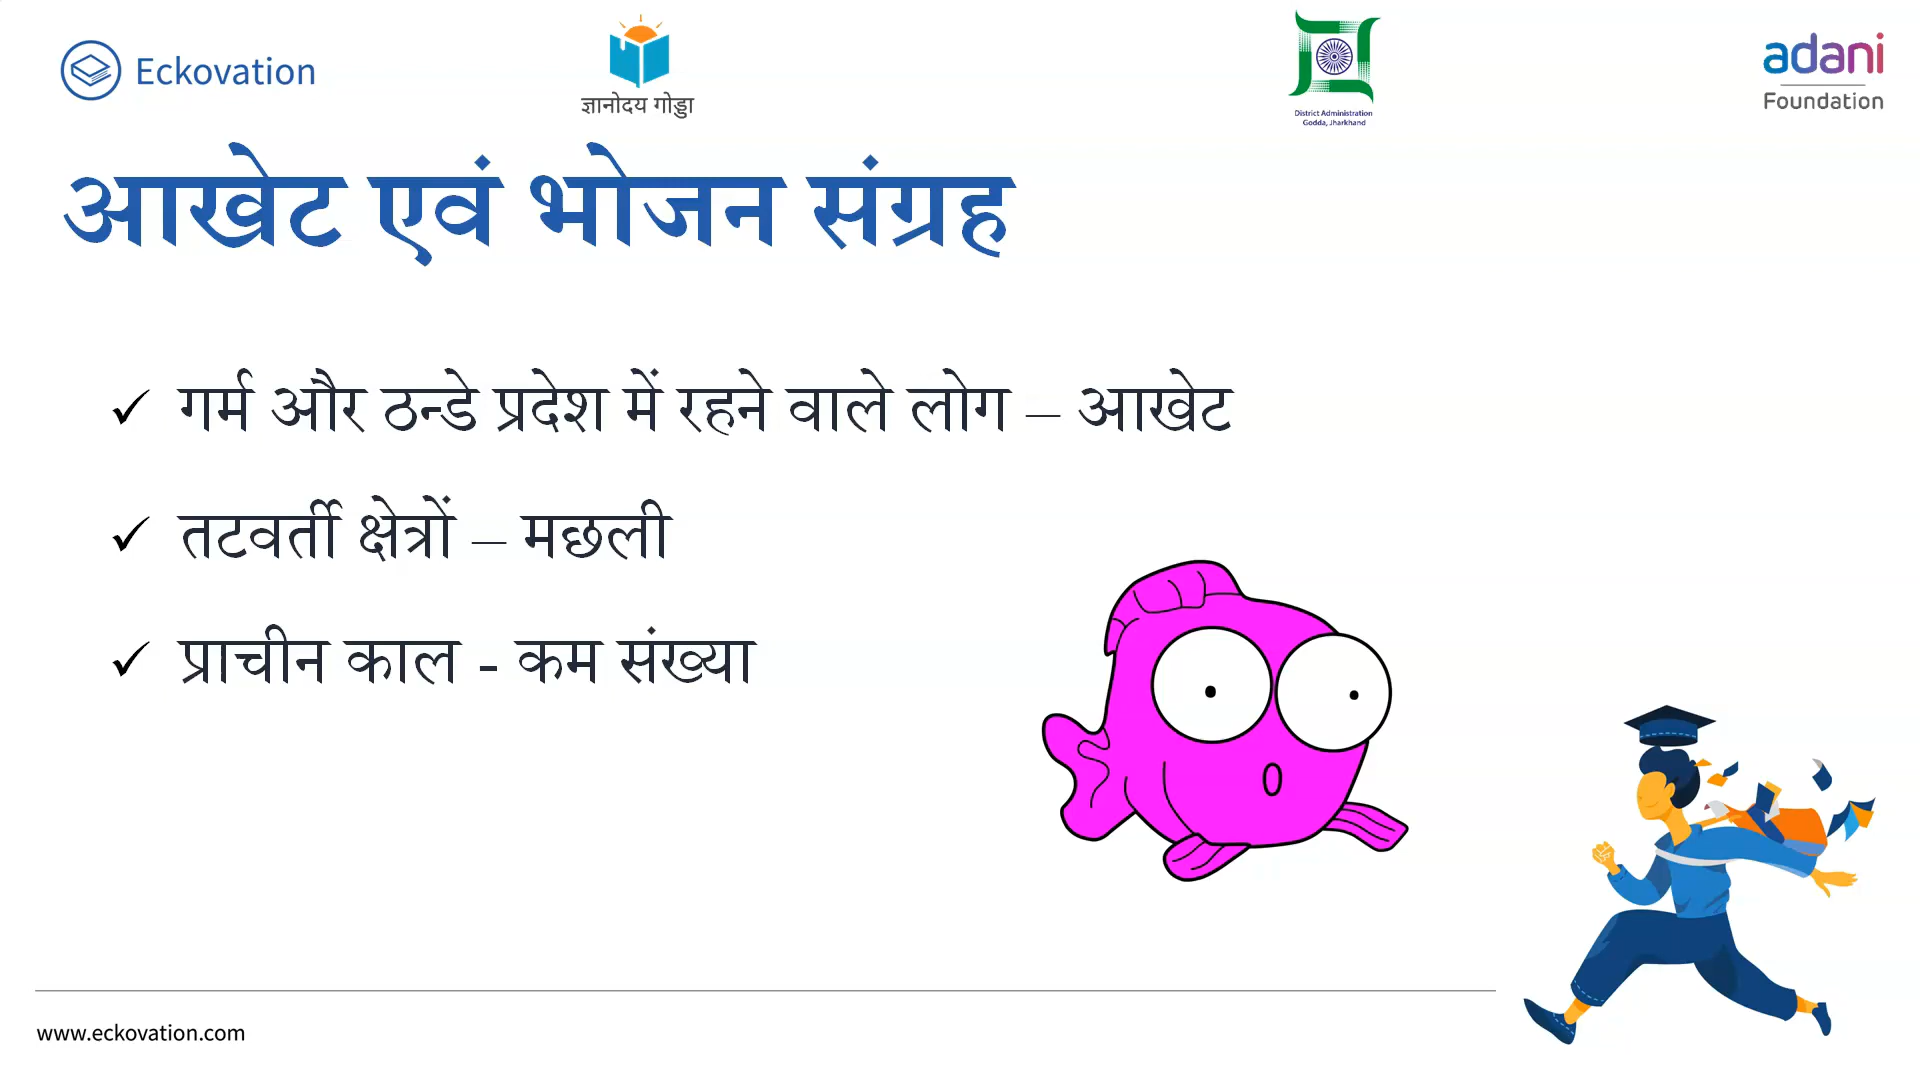 Eckovation
ज्ञानोदय गोड्डा
District Administration
Godda, Jharkhand
adani
Foundation
आखेट एवं भोजन संग्रह
✓ गर्म और ठन्डे प्रदेश में रहने वाले लोग – आखेट
✓ तटवर्ती क्षेत्रों – मछली
✓ प्राचीन काल - कम संख्या
www.eckovation.com